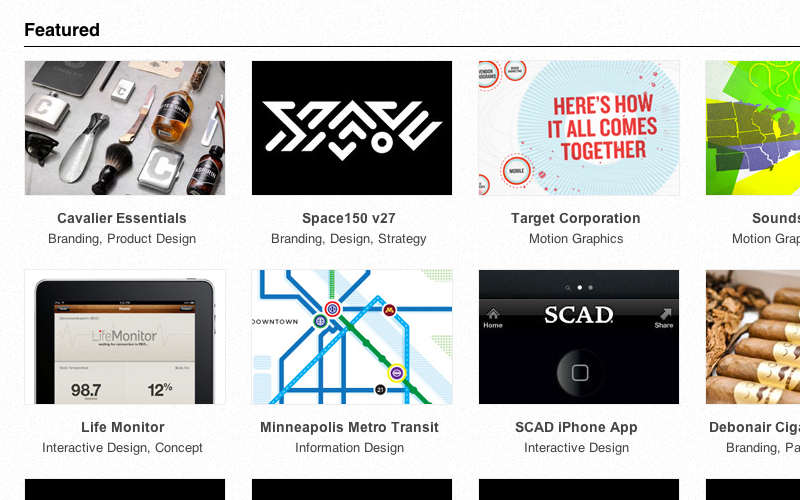 Featured
C
C
HERE'S HOW
IT ALL COMES
TOGETHER
MOBILE
Cavalier Essentials
Branding, Product Design
Space150 v27
Branding, Design, Strategy
Target Corporation
Motion Graphics
Sounds
Motion Grap
LifeMonitor
98.7
12%
DOWNTOWN
21
SCAD
Home
Share
Life Monitor
Interactive Design, Concept
Minneapolis Metro Transit
Information Design
SCAD iPhone App
Interactive Design
Debonair Ciga
Branding, Pa